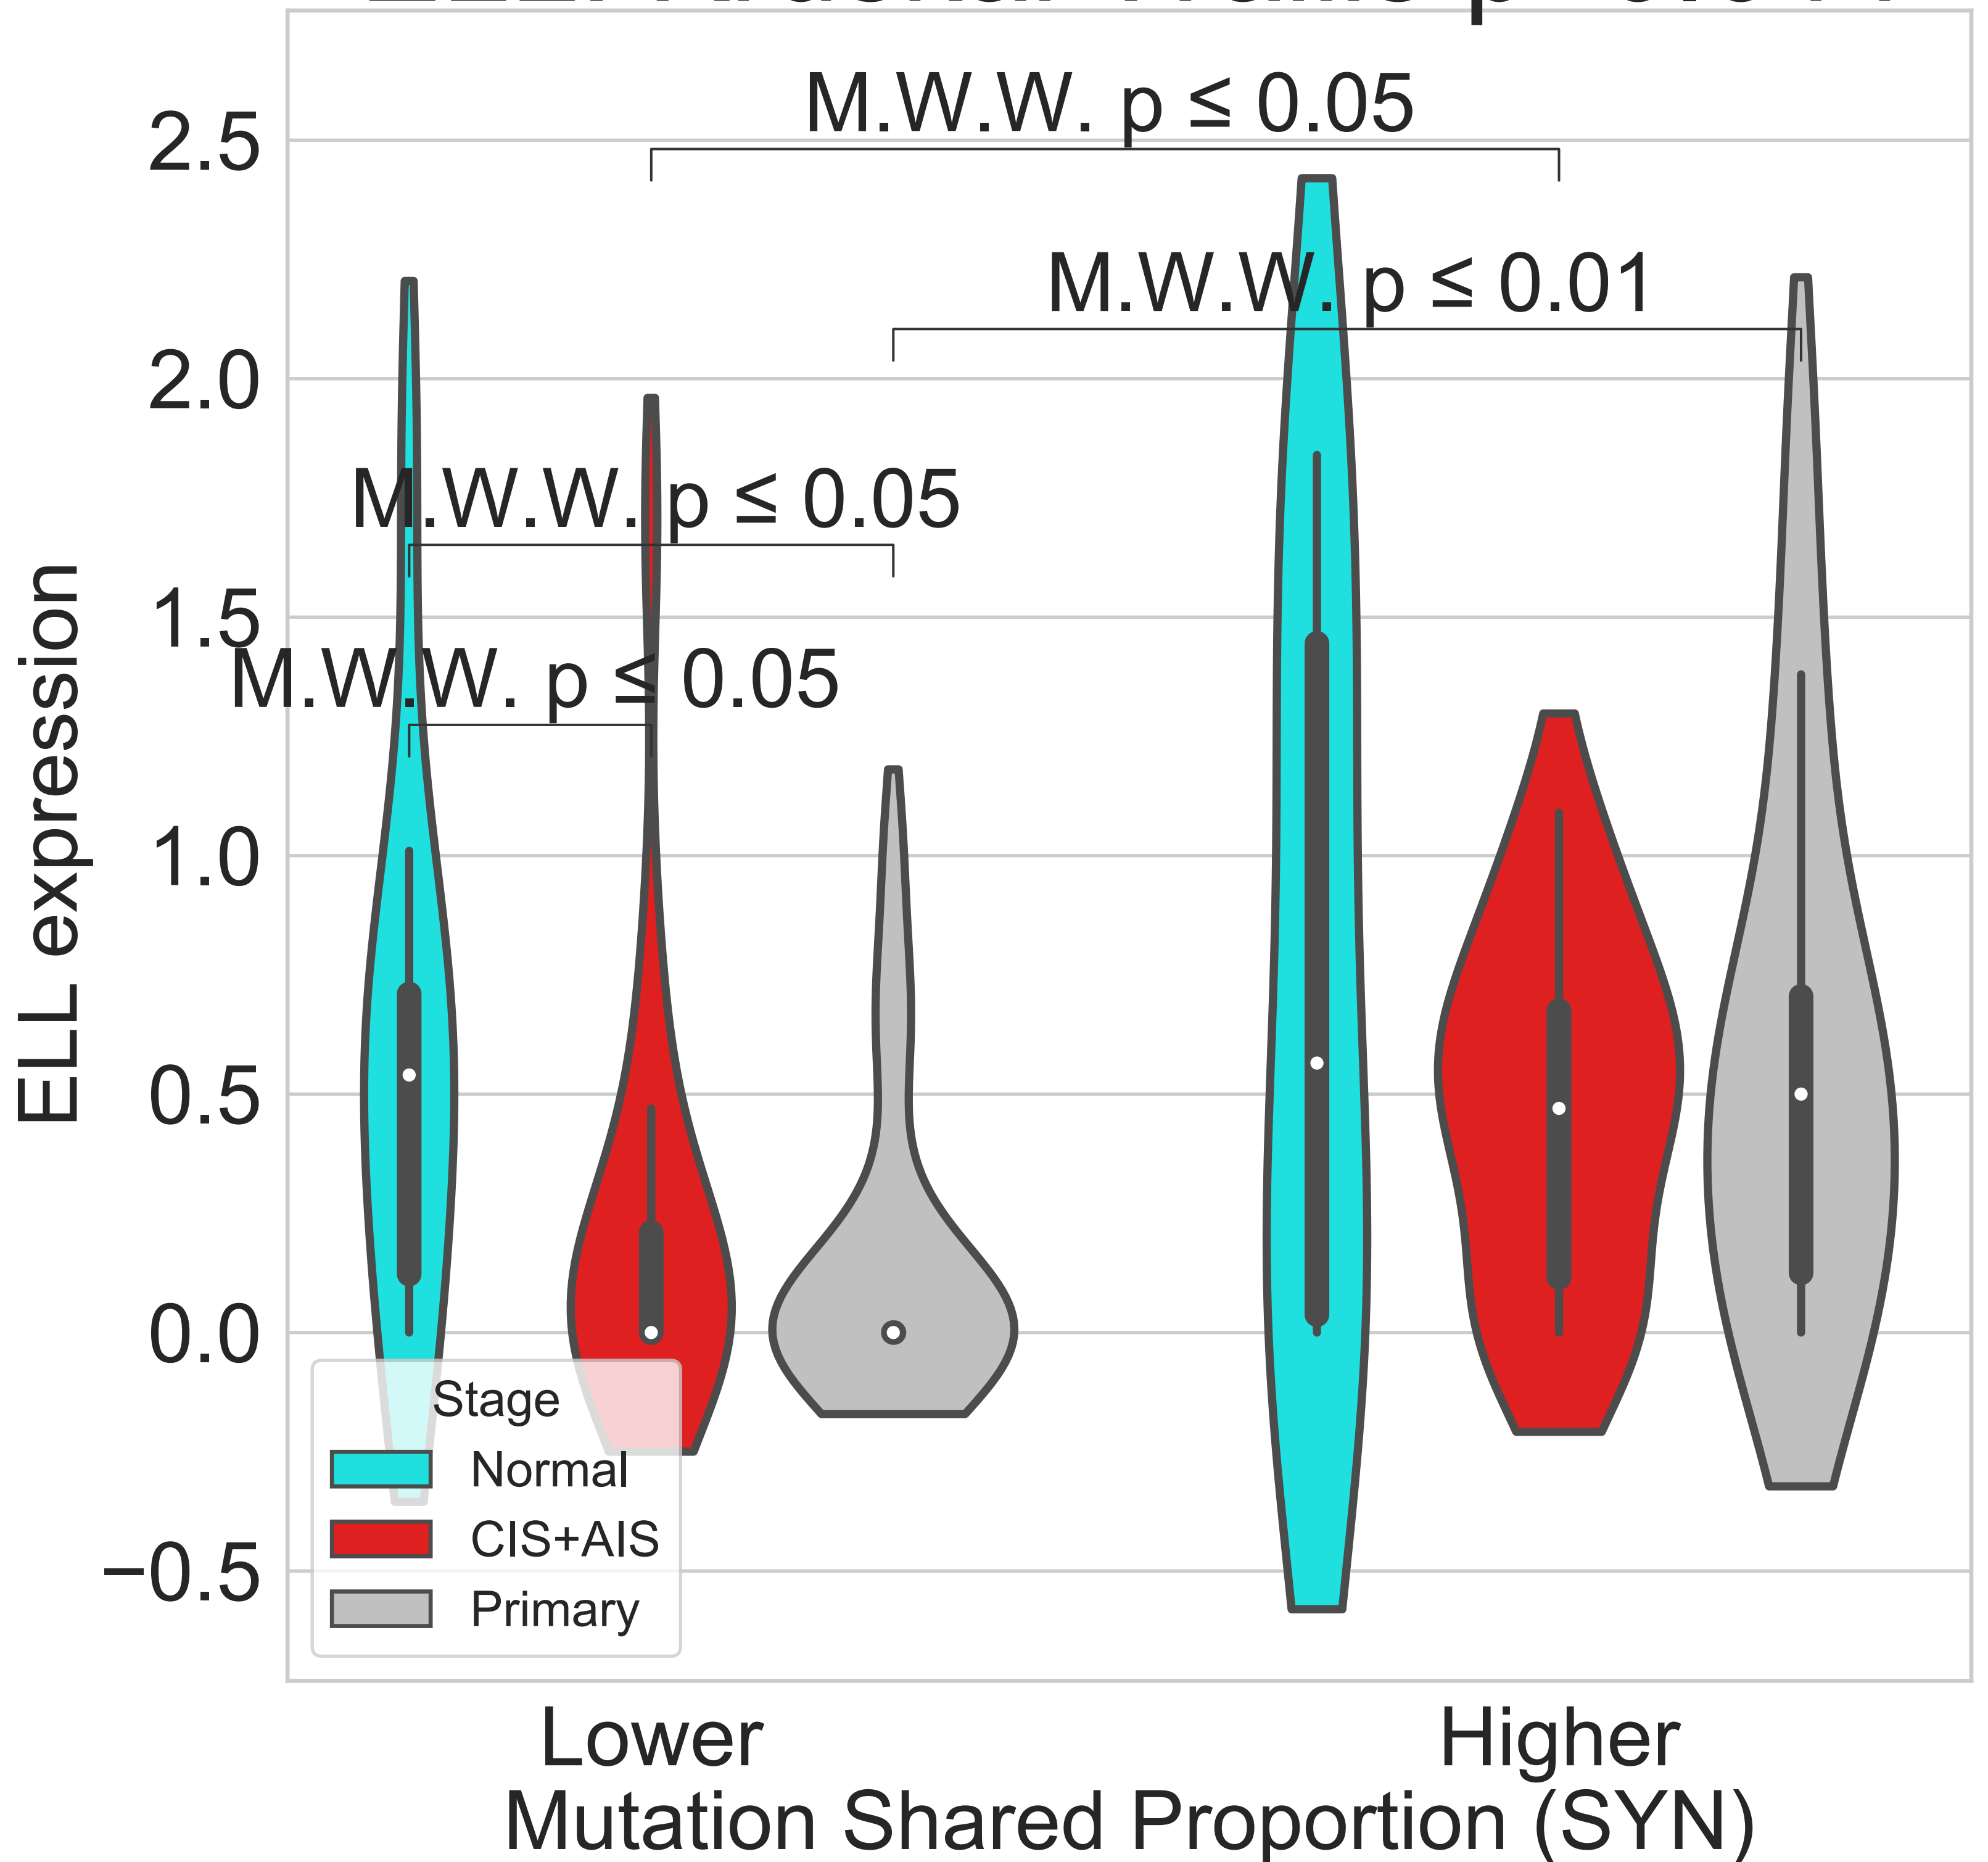 M.W.W. p ≤ 0.05
2.5
M.W.W. p ≤ 0.01
2.0
M.W.W. p ≤ 0.05
1.5
M.W.W. p ≤ 0.05
1.0
ELL expression
0.5
0.0
−0.5
Stage
Normal
CIS+AIS
Primary
Lower
Higher
Mutation Shared Proportion (SYN)